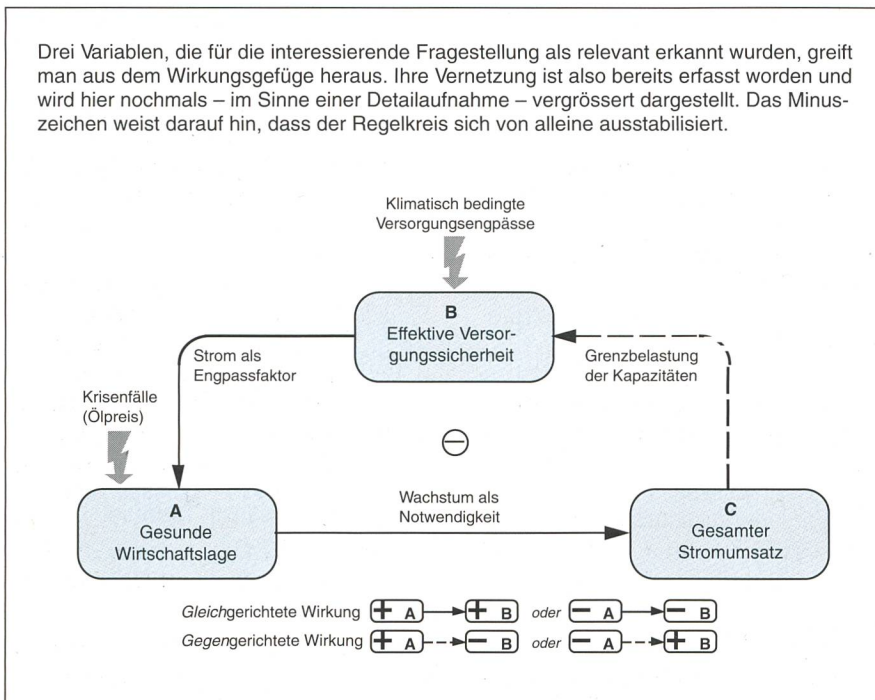 Drei Variablen, die für die interessierende Fragestellung als relevant erkannt wurden, greift
man aus dem Wirkungsgefüge heraus. Ihre Vernetzung ist also bereits erfasst worden und
wird hier nochmals – im Sinne einer Detailaufnahme – vergrössert dargestellt. Das Minus-
zeichen weist darauf hin, dass der Regelkreis sich von alleine ausstabilisiert.
Klimatisch bedingte
Versorgungsengpässe
B
Effektive Versor-
gungssicherheit
Strom als
Engpassfaktor
Grenzbelastung
der Kapazitäten
Krisenfälle
(Ölpreis)
−
A
Gesunde
Wirtschaftslage
Wachstum als
Notwendigkeit
C
Gesamter
Stromumsatz
Gleichgerichtete Wirkung + A + B oder − A − B
Gegengerichtete Wirkung + A − B oder − A + B